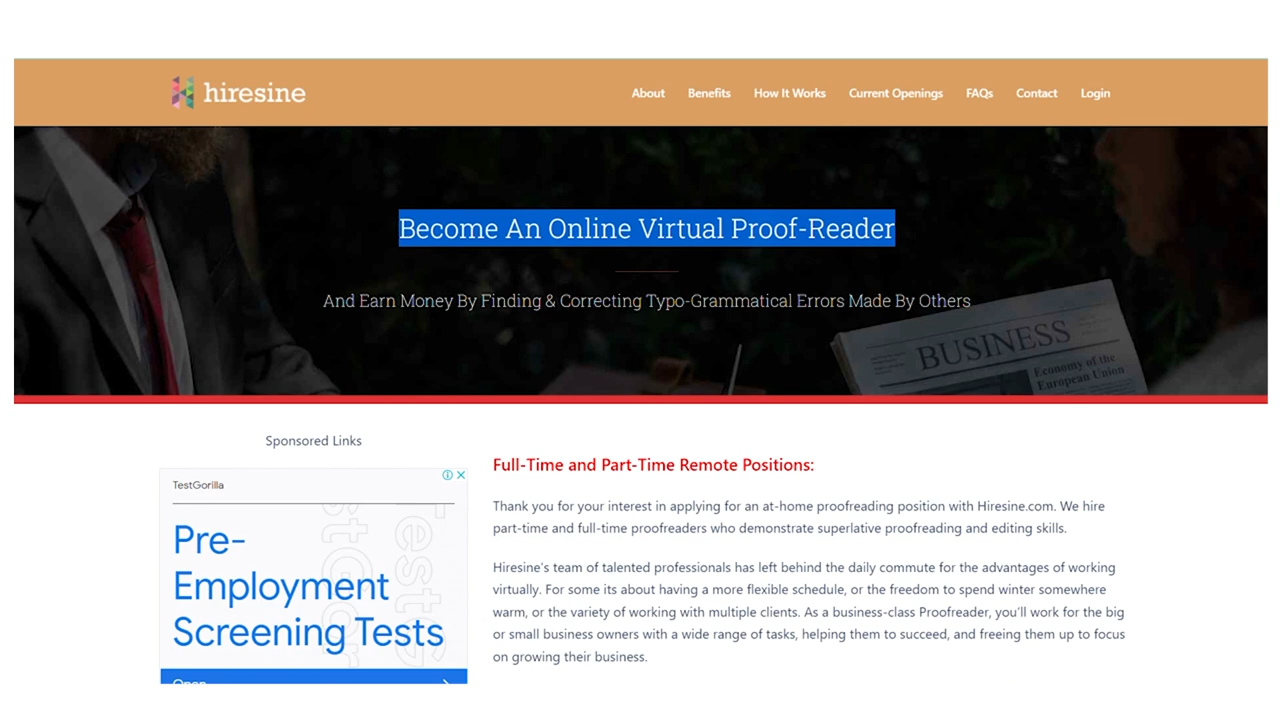 hiresine
About Benefits How It Works Current Openings FAQs Contact Login
Become An Online Virtual Proof-Reader
And Earn Money By Finding & Correcting Typo-Grammatical Errors Made By Others
BUSINESS
Economy of the
European Union
Sponsored Links
TestGorilla
Pre-
Employment
Screening Tests
Open
Full-Time and Part-Time Remote Positions:
Thank you for your interest in applying for an at-home proofreading position with Hiresine.com. We hire
part-time and full-time proofreaders who demonstrate superlative proofreading and editing skills.
Hiresine's team of talented professionals has left behind the daily commute for the advantages of working
virtually. For some its about having a more flexible schedule, or the freedom to spend winter somewhere
warm, or the variety of working with multiple clients. As a business-class Proofreader, you'll work for the big
or small business owners with a wide range of tasks, helping them to succeed, and freeing them up to focus
on growing their business.